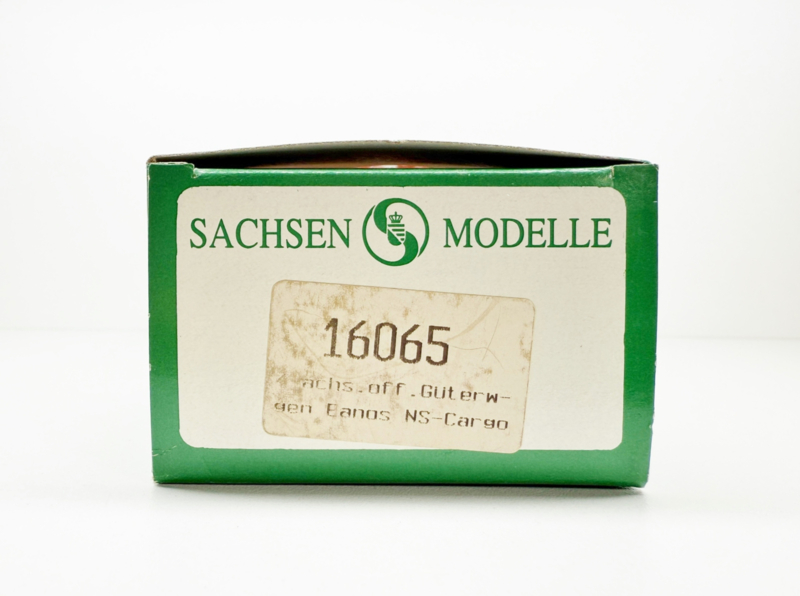 SACHSEN MODELLE
16065
achs.off.Güterw-
gen Eanos NS-Cargo